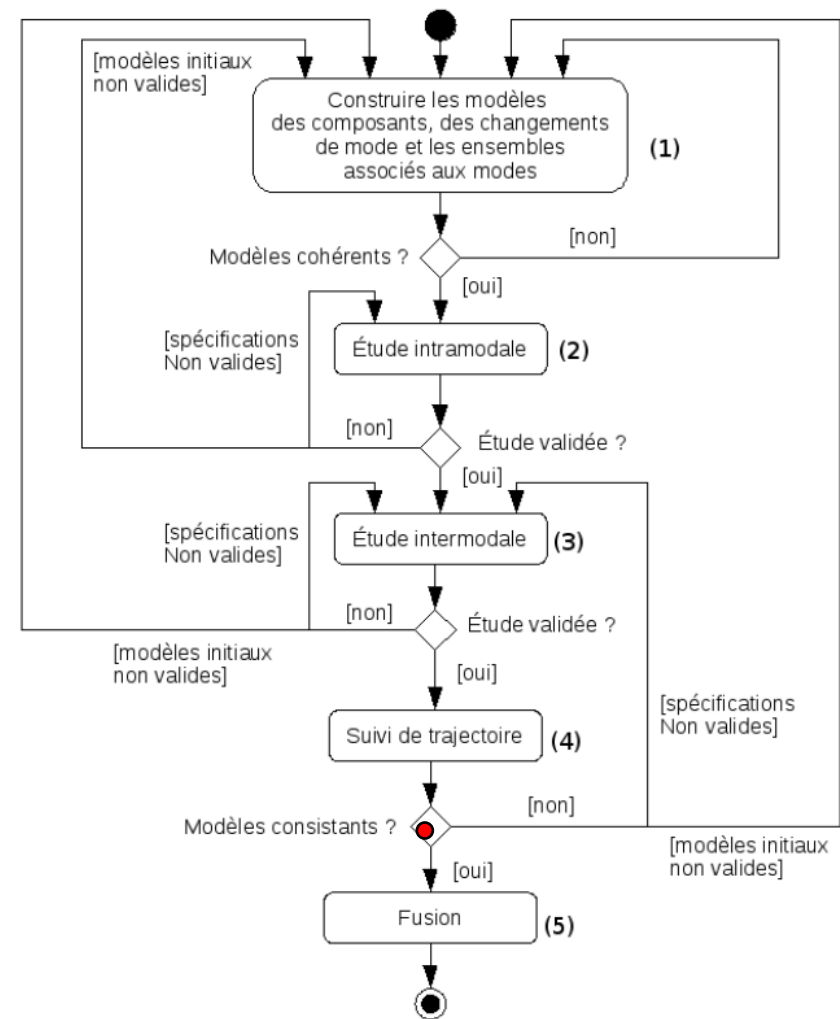 [modèles initiaux
non valides]
Construire les modèles
des composants, des changements
de mode et les ensembles
associés aux modes
(1)
[non]
Modèles cohérents ?
[oui]
[spécifications
Non valides]
Étude intramodale
(2)
[non]
Étude validée ?
[oui]
[spécifications
Non valides]
Étude intermodale
(3)
[non]
Étude validée ?
[modèles initiaux
non valides]
[oui]
[spécifications
Non valides]
Suivi de trajectoire
(4)
[non]
Modèles consistants ?
[modèles initiaux
non valides]
[oui]
Fusion
(5)